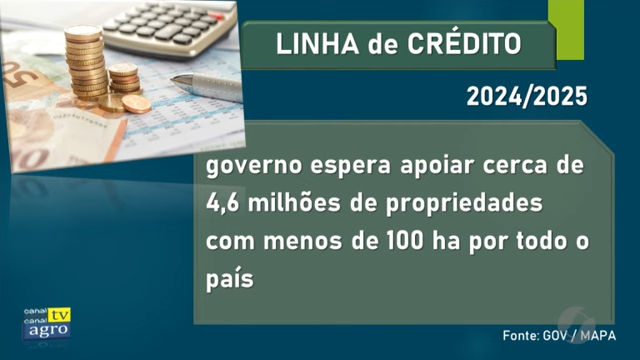 LINHA de CRÉDITO
2024/2025
governo espera apoiar cerca de
4,6 milhões de propriedades
com menos de 100 ha por todo o
país
canal tv
canal
agro
Fonte: GOV / MAPA